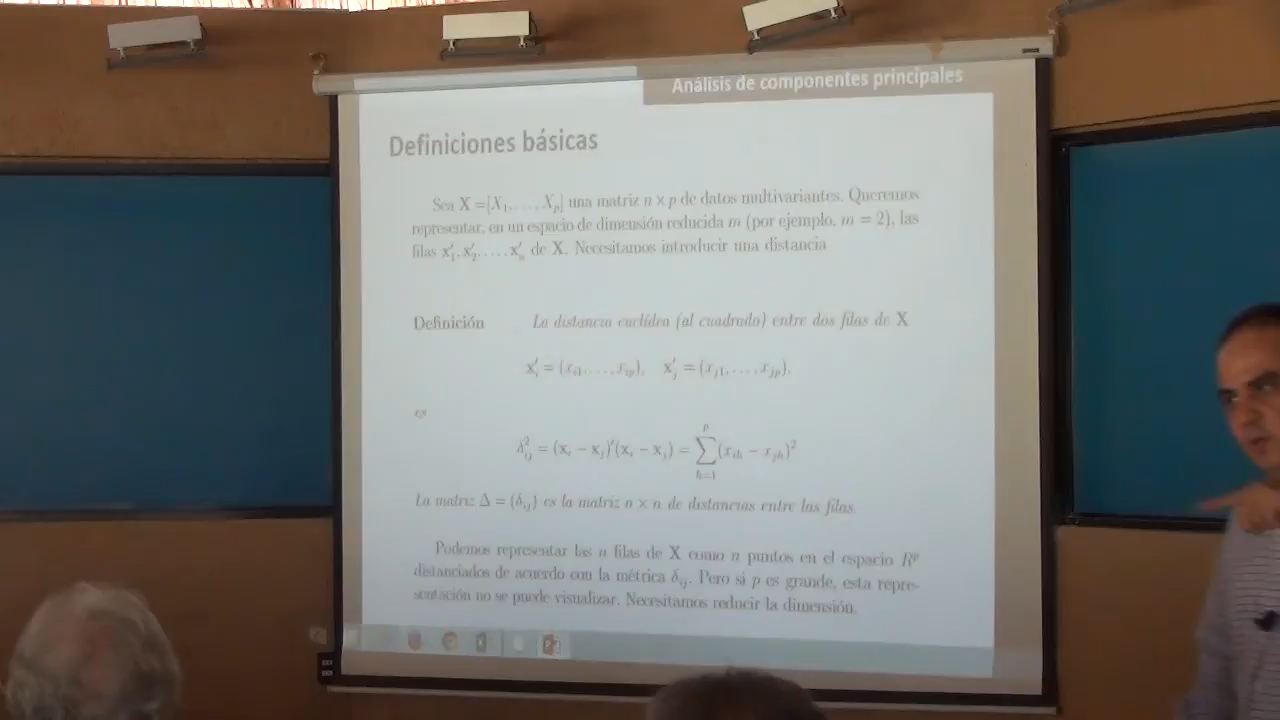 Análisis de componentes principales
Definiciones básicas
Sea X =[X₁, . . . , Xₚ] una matriz n × p de datos multivariantes. Queremos
representar, en un espacio de dimensión reducida m (por ejemplo, m = 2), las
filas x′₁, x′₂, . . . , x′ₙ de X. Necesitamos introducir una distancia
Definición La distancia euclídea (al cuadrado) entre dos filas de X
x′ᵢ = (xᵢ₁, . . . , xᵢₚ), x′ⱼ = (xⱼ₁, . . . , xⱼₚ),
es
δ²ᵢⱼ = (xᵢ − xⱼ)′(xᵢ − xⱼ) = ∑ₕ₌₁ᵖ (xᵢₕ − xⱼₕ)²
La matriz Δ = (δᵢⱼ) es la matriz n × n de distancias entre las filas.
Podemos representar las n filas de X como n puntos en el espacio Rᵖ
distanciados de acuerdo con la métrica δᵢⱼ. Pero si p es grande, esta repre-
sentación no se puede visualizar. Necesitamos reducir la dimensión.